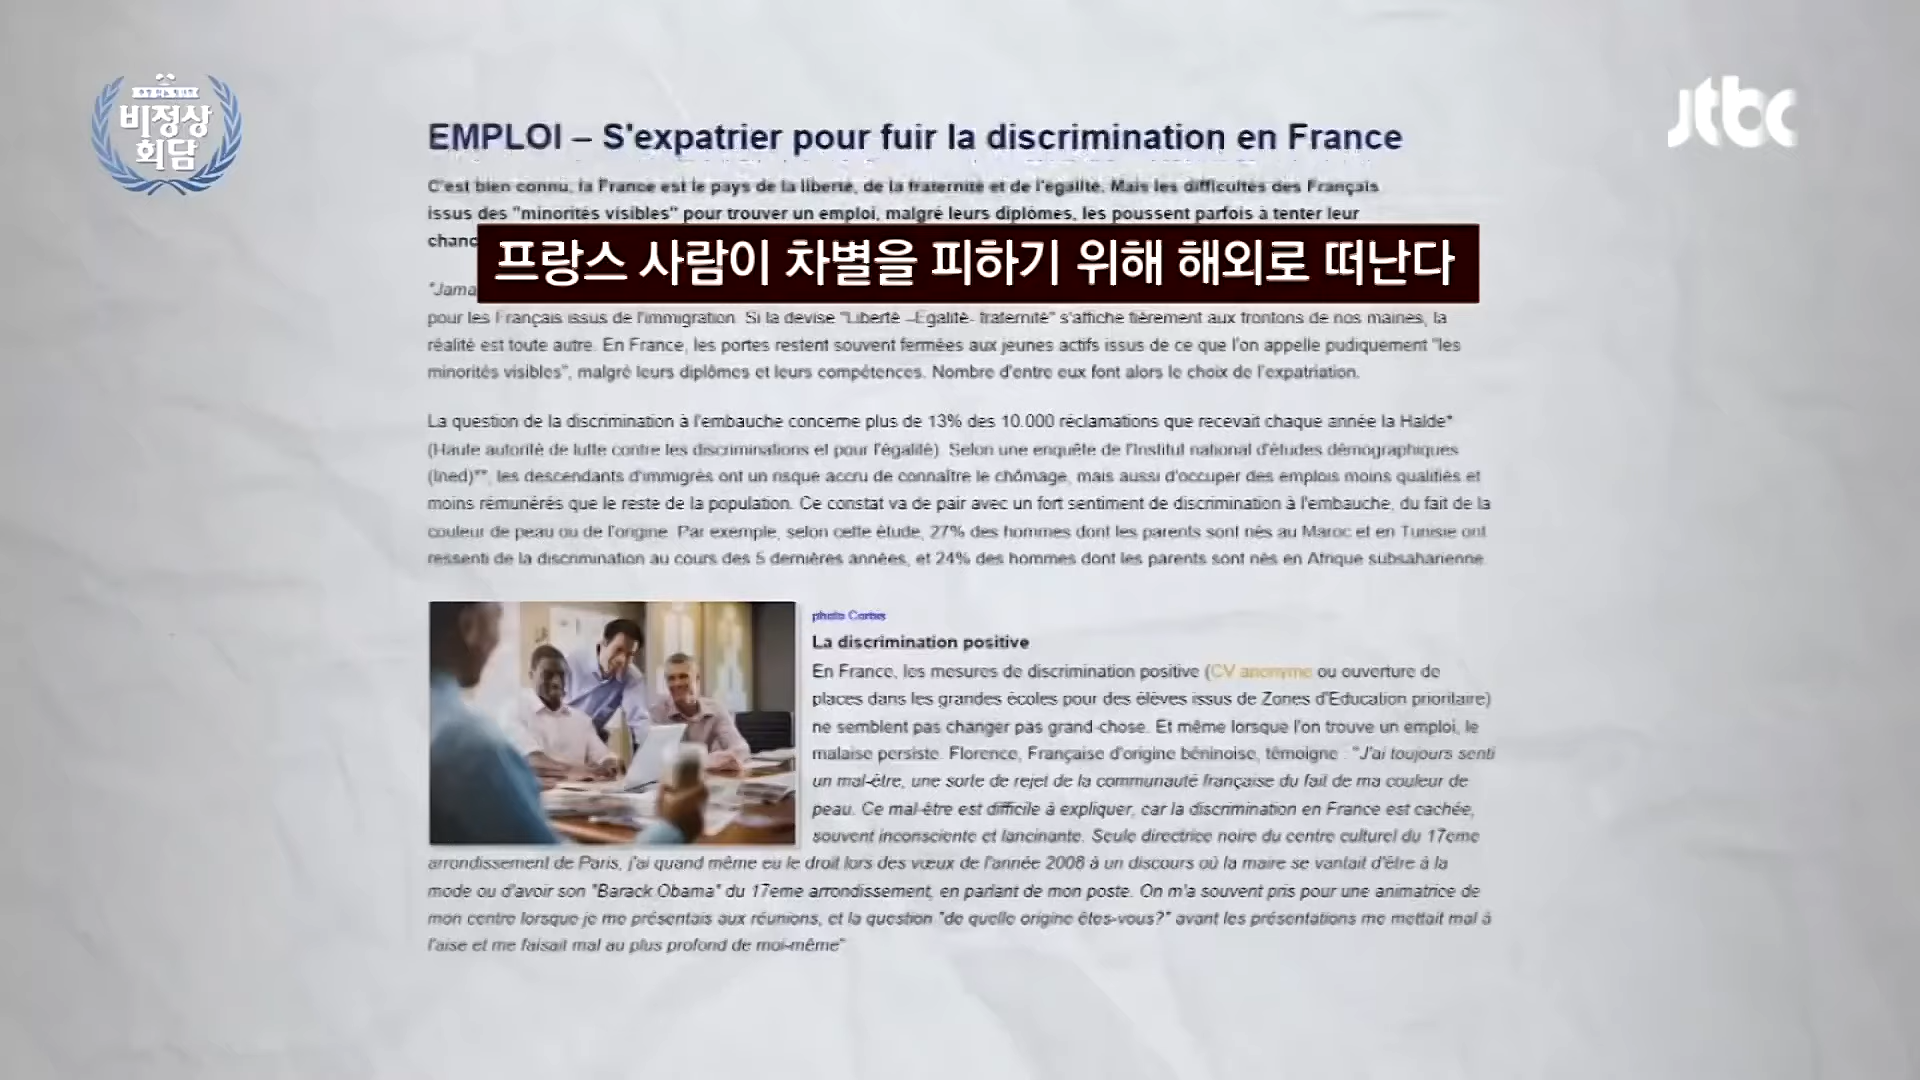 비정상
회담
jtbc
EMPLOI – S'expatrier pour fuir la discrimination en France
C'est bien connu, la France est le pays de la liberté, de la fraternité et de l'égalité. Mais les difficultés des Français
issus des "minorités visibles" pour trouver un emploi, malgré leurs diplômes, les poussent parfois à tenter leur
chanc
프랑스 사람이 차별을 피하기 위해 해외로 떠난다
"Jama
pour les Français issus de l'immigration. Si la devise "Liberté –Egalité- fraternité" s'affiche fièrement aux frontons de nos mairies, la
réalité est toute autre. En France, les portes restent souvent fermées aux jeunes actifs issus de ce que l'on appelle pudiquement "les
minorités visibles", malgré leurs diplômes et leurs compétences. Nombre d'entre eux font alors le choix de l'expatriation.
La question de la discrimination à l'embauche concerne plus de 13% des 10.000 réclamations que recevait chaque année la Halde*
(Haute autorité de lutte contre les discriminations et pour l'égalité). Selon une enquête de l'Institut national d'études démographiques
(Ined)**, les descendants d'immigrés ont un risque accru de connaître le chômage, mais aussi d'occuper des emplois moins qualifiés et
moins rémunérés que le reste de la population. Ce constat va de pair avec un fort sentiment de discrimination à l'embauche, du fait de la
couleur de peau ou de l'origine. Par exemple, selon cette étude, 27% des hommes dont les parents sont nés au Maroc et en Tunisie ont
ressenti de la discrimination au cours des 5 dernières années, et 24% des hommes dont les parents sont nés en Afrique subsaharienne.
photo Corbis
La discrimination positive
En France, les mesures de discrimination positive (CV anonyme ou ouverture de
places dans les grandes écoles pour des élèves issus de Zones d'Education prioritaire)
ne semblent pas changer pas grand-chose. Et même lorsque l'on trouve un emploi, le
malaise persiste. Florence, Française d'origine béninoise, témoigne : "J'ai toujours senti
un mal-être, une sorte de rejet de la communauté française du fait de ma couleur de
peau. Ce mal-être est difficile à expliquer, car la discrimination en France est cachée,
souvent inconsciente et lancinante. Seule directrice noire du centre culturel du 17eme
arrondissement de Paris, j'ai quand même eu le droit lors des vœux de l'année 2008 à un discours où la maire se vantait d'être à la
mode ou d'avoir son "Barack Obama" du 17eme arrondissement, en parlant de mon poste. On m'a souvent pris pour une animatrice de
mon centre lorsque je me présentais aux réunions, et la question "de quelle origine êtes-vous?" avant les présentations me mettait mal à
l'aise et me faisait mal au plus profond de moi-même"